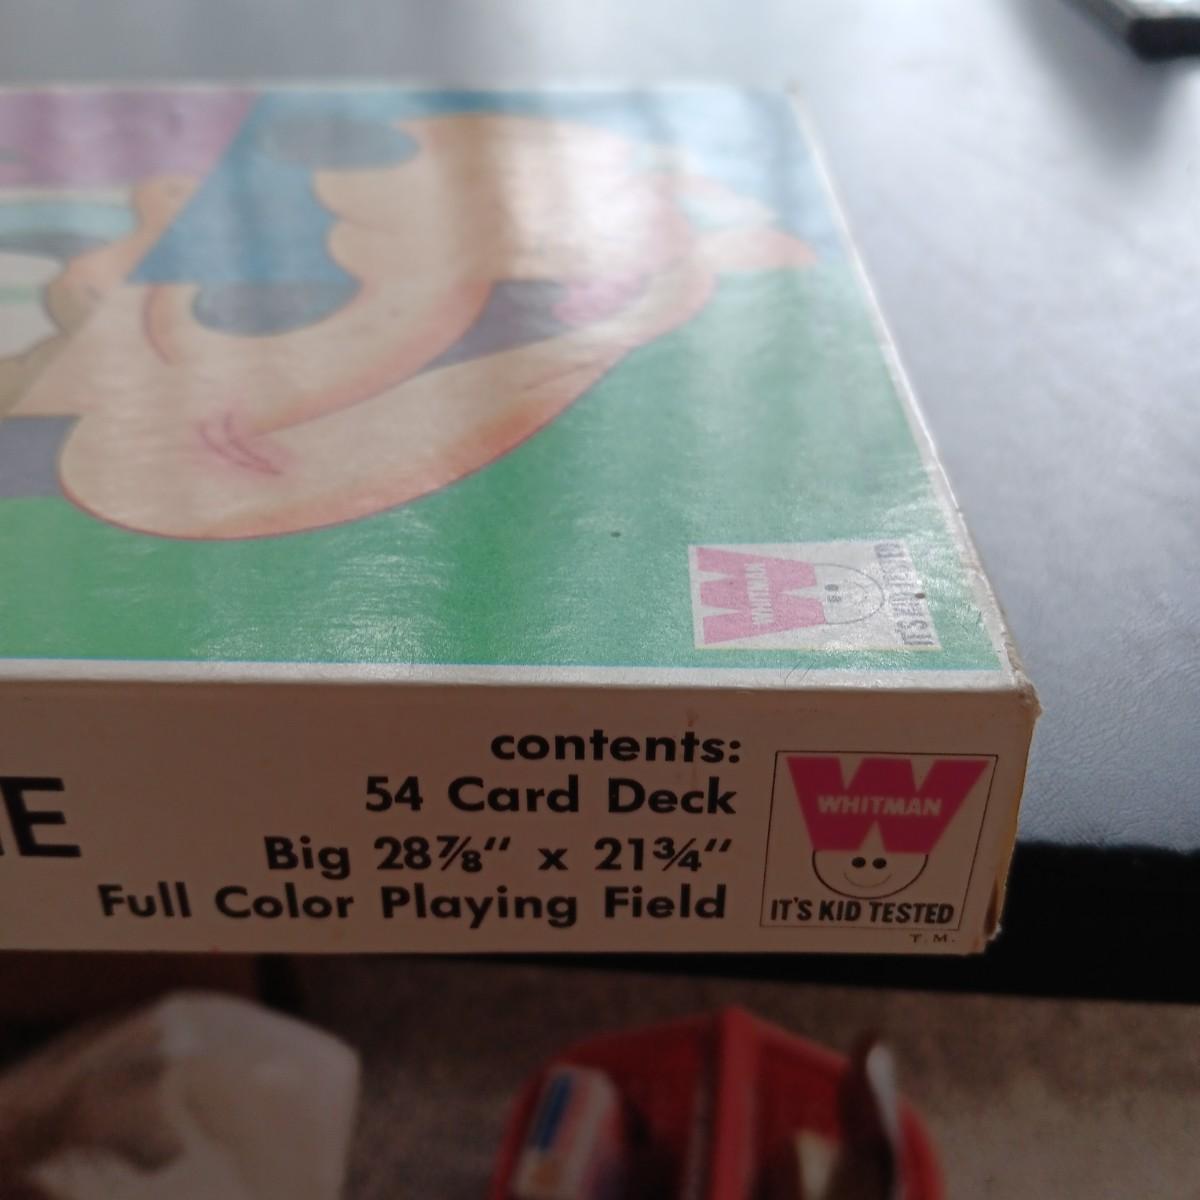 WHITMAN
IT'S KID TESTED
contents:
54 Card Deck
Big 28⅞" x 21¾"
Full Color Playing Field
WHITMAN
IT'S KID TESTED
T.M.